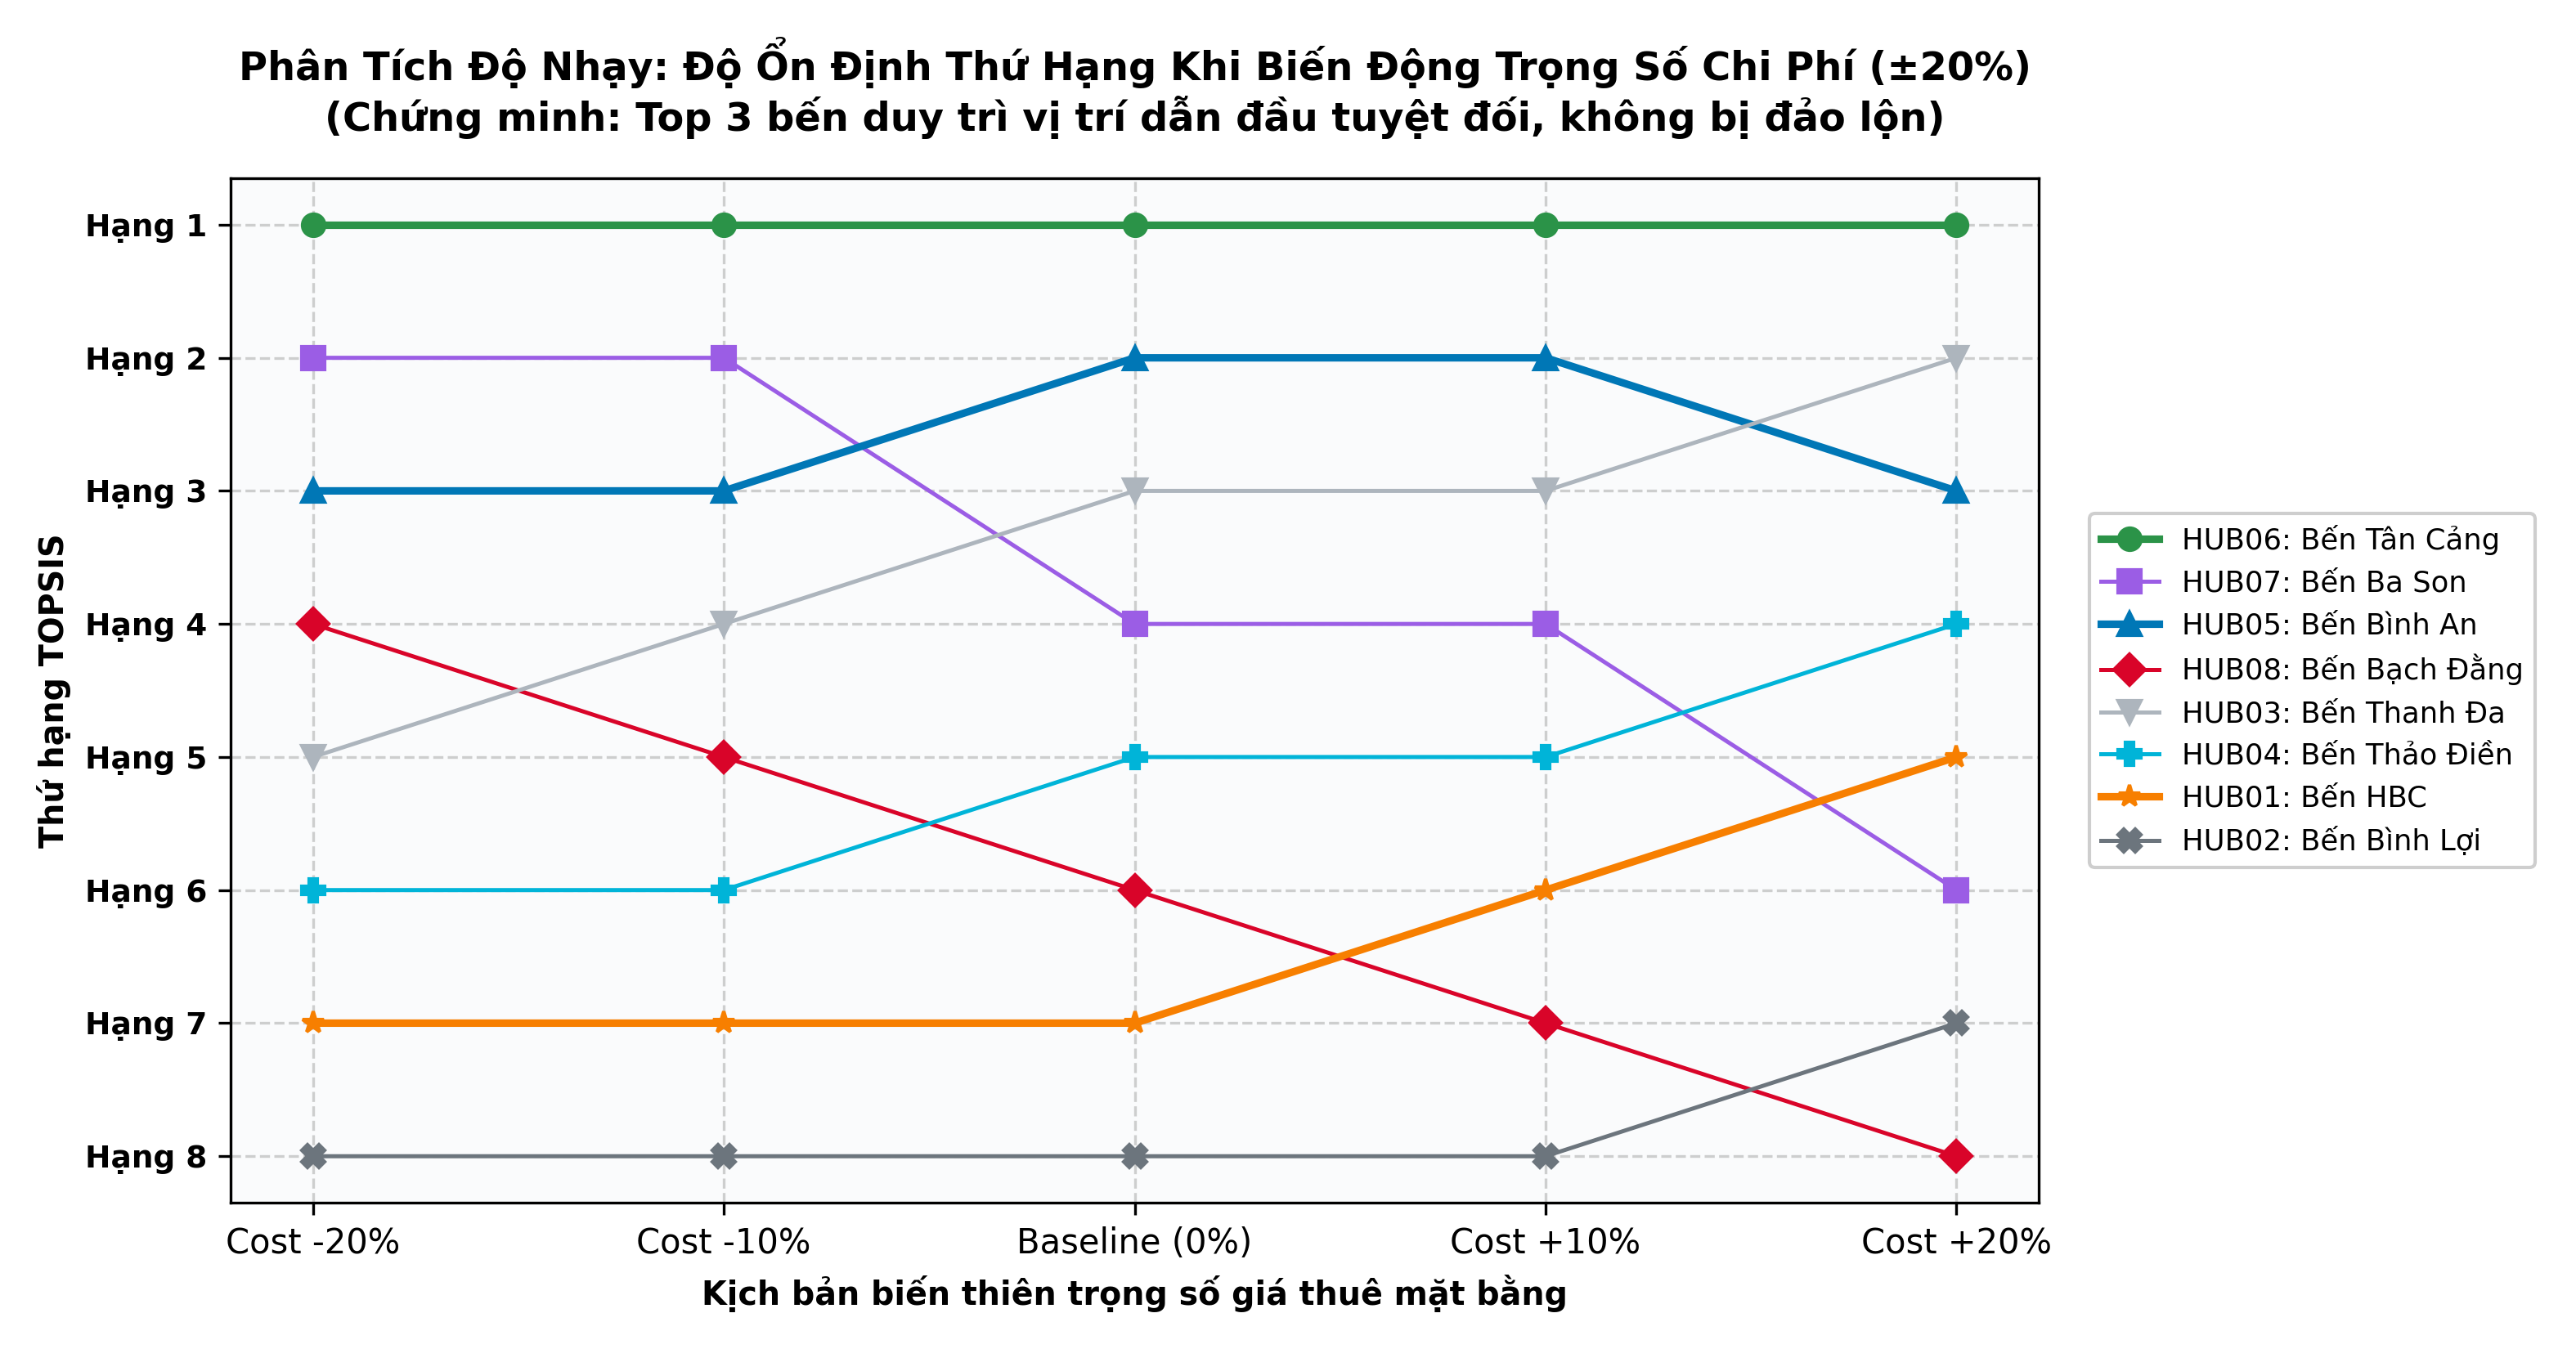 Phân Tích Độ Nhạy: Độ Ổn Định Thứ Hạng Khi Biến Động Trọng Số Chi Phí (±20%)
(Chứng minh: Top 3 bến duy trì vị trí dẫn đầu tuyệt đối, không bị đảo lộn)
Thứ hạng TOPSIS
Hạng 1
Hạng 2
Hạng 3
Hạng 4
Hạng 5
Hạng 6
Hạng 7
Hạng 8
HUB06: Bến Tân Cảng
HUB07: Bến Ba Son
HUB05: Bến Bình An
HUB08: Bến Bạch Đằng
HUB03: Bến Thanh Đa
HUB04: Bến Thảo Điền
HUB01: Bến HBC
HUB02: Bến Bình Lợi
Cost -20%
Cost -10%
Baseline (0%)
Cost +10%
Cost +20%
Kịch bản biến thiên trọng số giá thuê mặt bằng